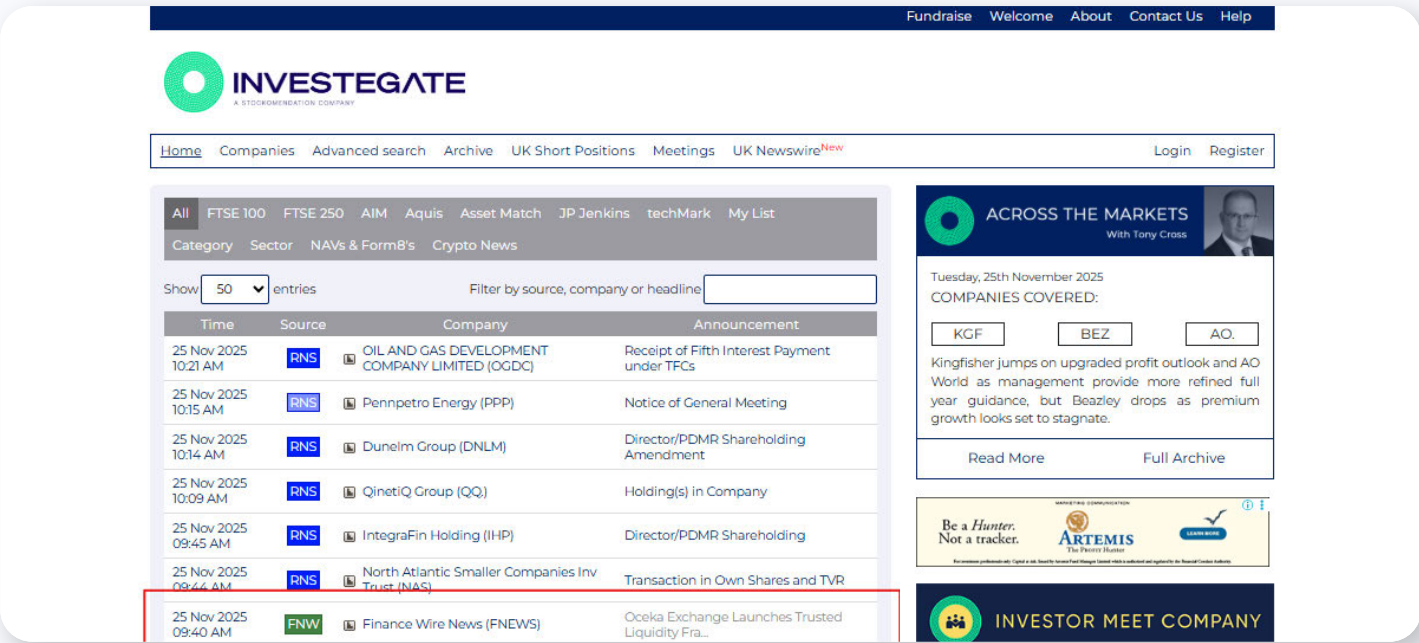 Fundraise Welcome About Contact Us Help
INVESTEGATE
A STOCKOMENDATION COMPANY
Home Companies Advanced search Archive UK Short Positions Meetings UK Newswire New
Login Register
All FTSE 100 FTSE 250 AIM Aquis Asset Match JP Jenkins techMark My List
Category Sector NAVs & Form8's Crypto News
Show 50 entries Filter by source, company or headline
Time Source Company Announcement
25 Nov 2025
10:21 AM
RNS
OIL AND GAS DEVELOPMENT
COMPANY LIMITED (OGDC)
Receipt of Fifth Interest Payment
under TFCs
25 Nov 2025
10:15 AM
RNS
Pennpetro Energy (PPP)
Notice of General Meeting
25 Nov 2025
10:14 AM
RNS
Dunelm Group (DNLM)
Director/PDMR Shareholding
Amendment
25 Nov 2025
10:09 AM
RNS
QinetiQ Group (QQ.)
Holding(s) in Company
25 Nov 2025
09:45 AM
RNS
IntegraFin Holding (IHP)
Director/PDMR Shareholding
25 Nov 2025
09:44 AM
RNS
North Atlantic Smaller Companies Inv
Trust (NAS)
Transaction in Own Shares and TVR
25 Nov 2025
09:40 AM
FNW
Finance Wire News (FNEWS)
Oceka Exchange Launches Trusted
Liquidity Fra...
ACROSS THE MARKETS
With Tony Cross
Tuesday, 25th November 2025
COMPANIES COVERED:
KGF BEZ AO.
Kingfisher jumps on upgraded profit outlook and AO
World as management provide more refined full
year guidance, but Beazley drops as premium
growth looks set to stagnate.
Read More Full Archive
MARKETING COMMUNICATION
Be a Hunter.
Not a tracker.
ARTEMIS
The PROFIT Hunter
LEARN MORE
INVESTOR MEET COMPANY